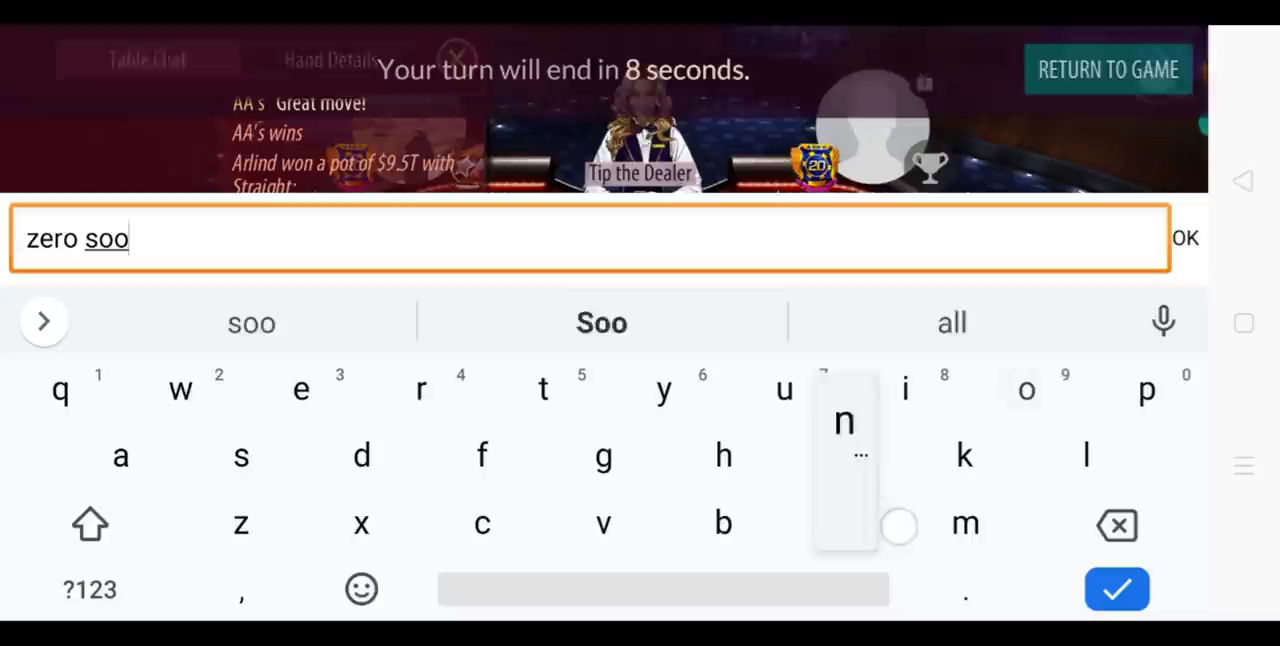 Table Chat
Hand Details
Your turn will end in 8 seconds.
RETURN TO GAME
AA's Great move!
AA's wins
Arlind won a pot of $9.5T with
Straight:
Tip the Dealer
20
zero soo
OK
soo Soo all
q 1 w 2 e 3 r 4 t 5 y 6 u 7 i 8 o 9 p 0
a s d f g h k l
n
...
z x c v b m
?123 , .